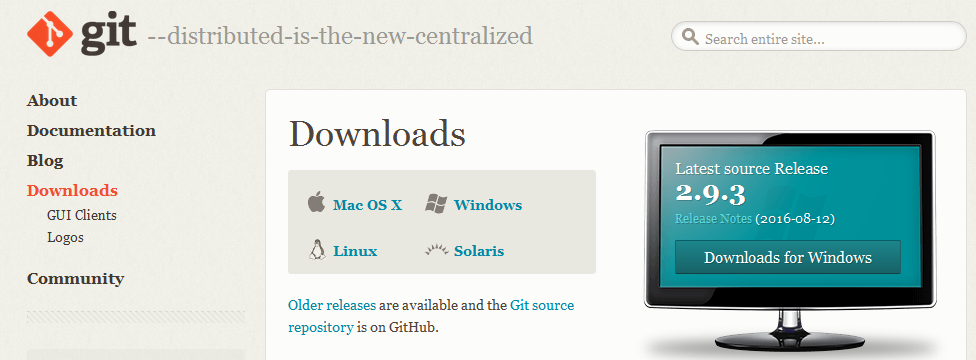 git --distributed-is-the-new-centralized
Search entire site...
About
Documentation
Blog
Downloads
GUI Clients
Logos
Community
Downloads
Mac OS X
Windows
Linux
Solaris
Older releases are available and the Git source
repository is on GitHub.
Latest source Release
2.9.3
Release Notes (2016-08-12)
Downloads for Windows